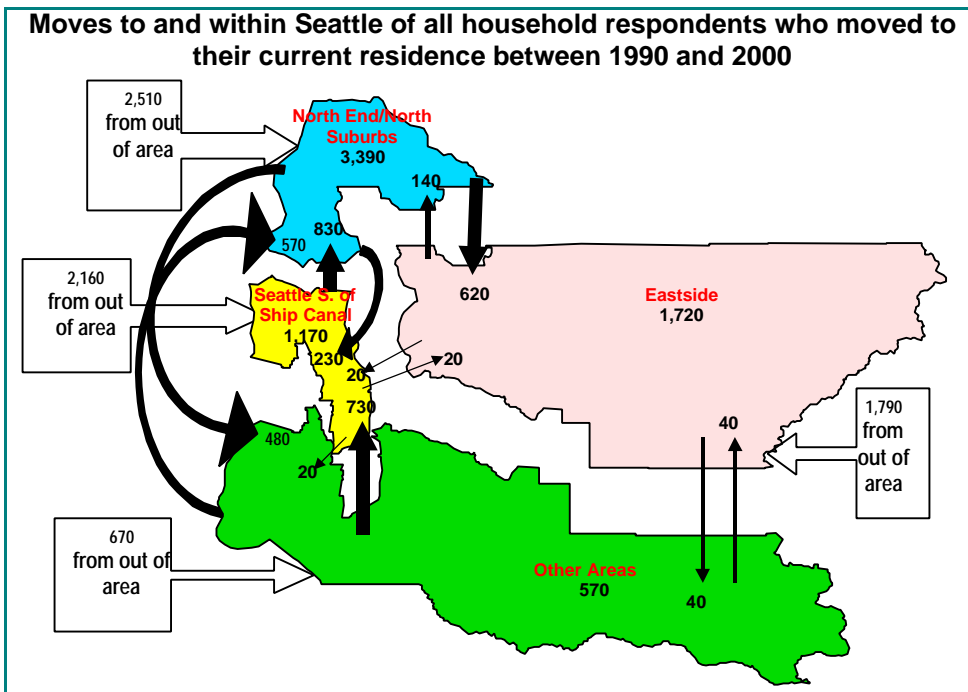 Moves to and within Seattle of all household respondents who moved to
their current residence between 1990 and 2000
2,510
from out
of area
North End/North
Suburbs
3,390
140
830
570
2,160
from out
of area
Seattle S. of
Ship Canal
1,170
230
20
730
620
Eastside
1,720
20
40
1,790
from
out of
area
480
20
670
from out of
area
Other Areas
570
40